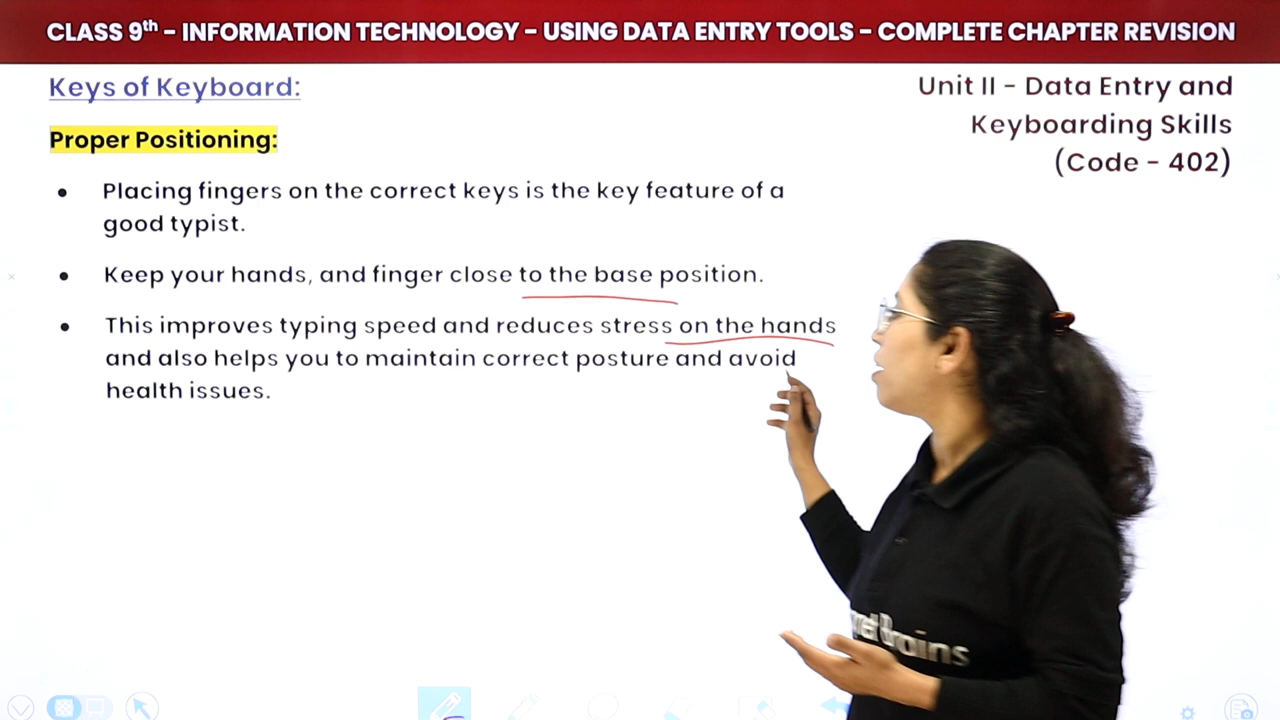 CLASS 9th - INFORMATION TECHNOLOGY - USING DATA ENTRY TOOLS - COMPLETE CHAPTER REVISION
Keys of Keyboard:
Unit II - Data Entry and
Keyboarding Skills
(Code - 402)
Proper Positioning:
• Placing fingers on the correct keys is the key feature of a
good typist.
• Keep your hands, and finger close to the base position.
• This improves typing speed and reduces stress on the hands
and also helps you to maintain correct posture and avoid
health issues.
Brains